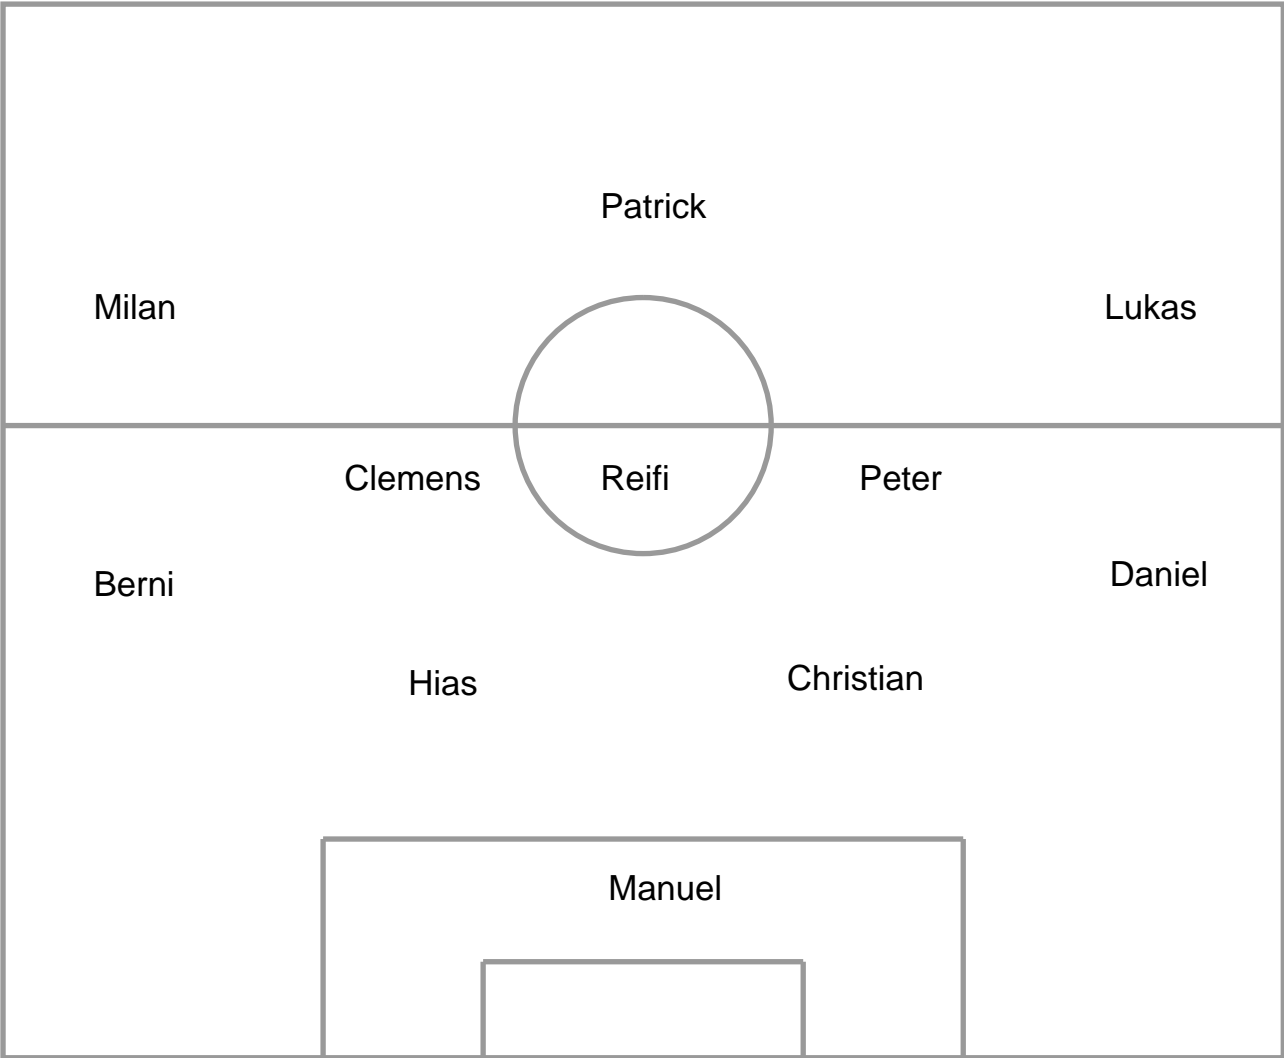 Patrick
Milan
Lukas
Clemens
Reifi
Peter
Berni
Daniel
Hias
Christian
Manuel